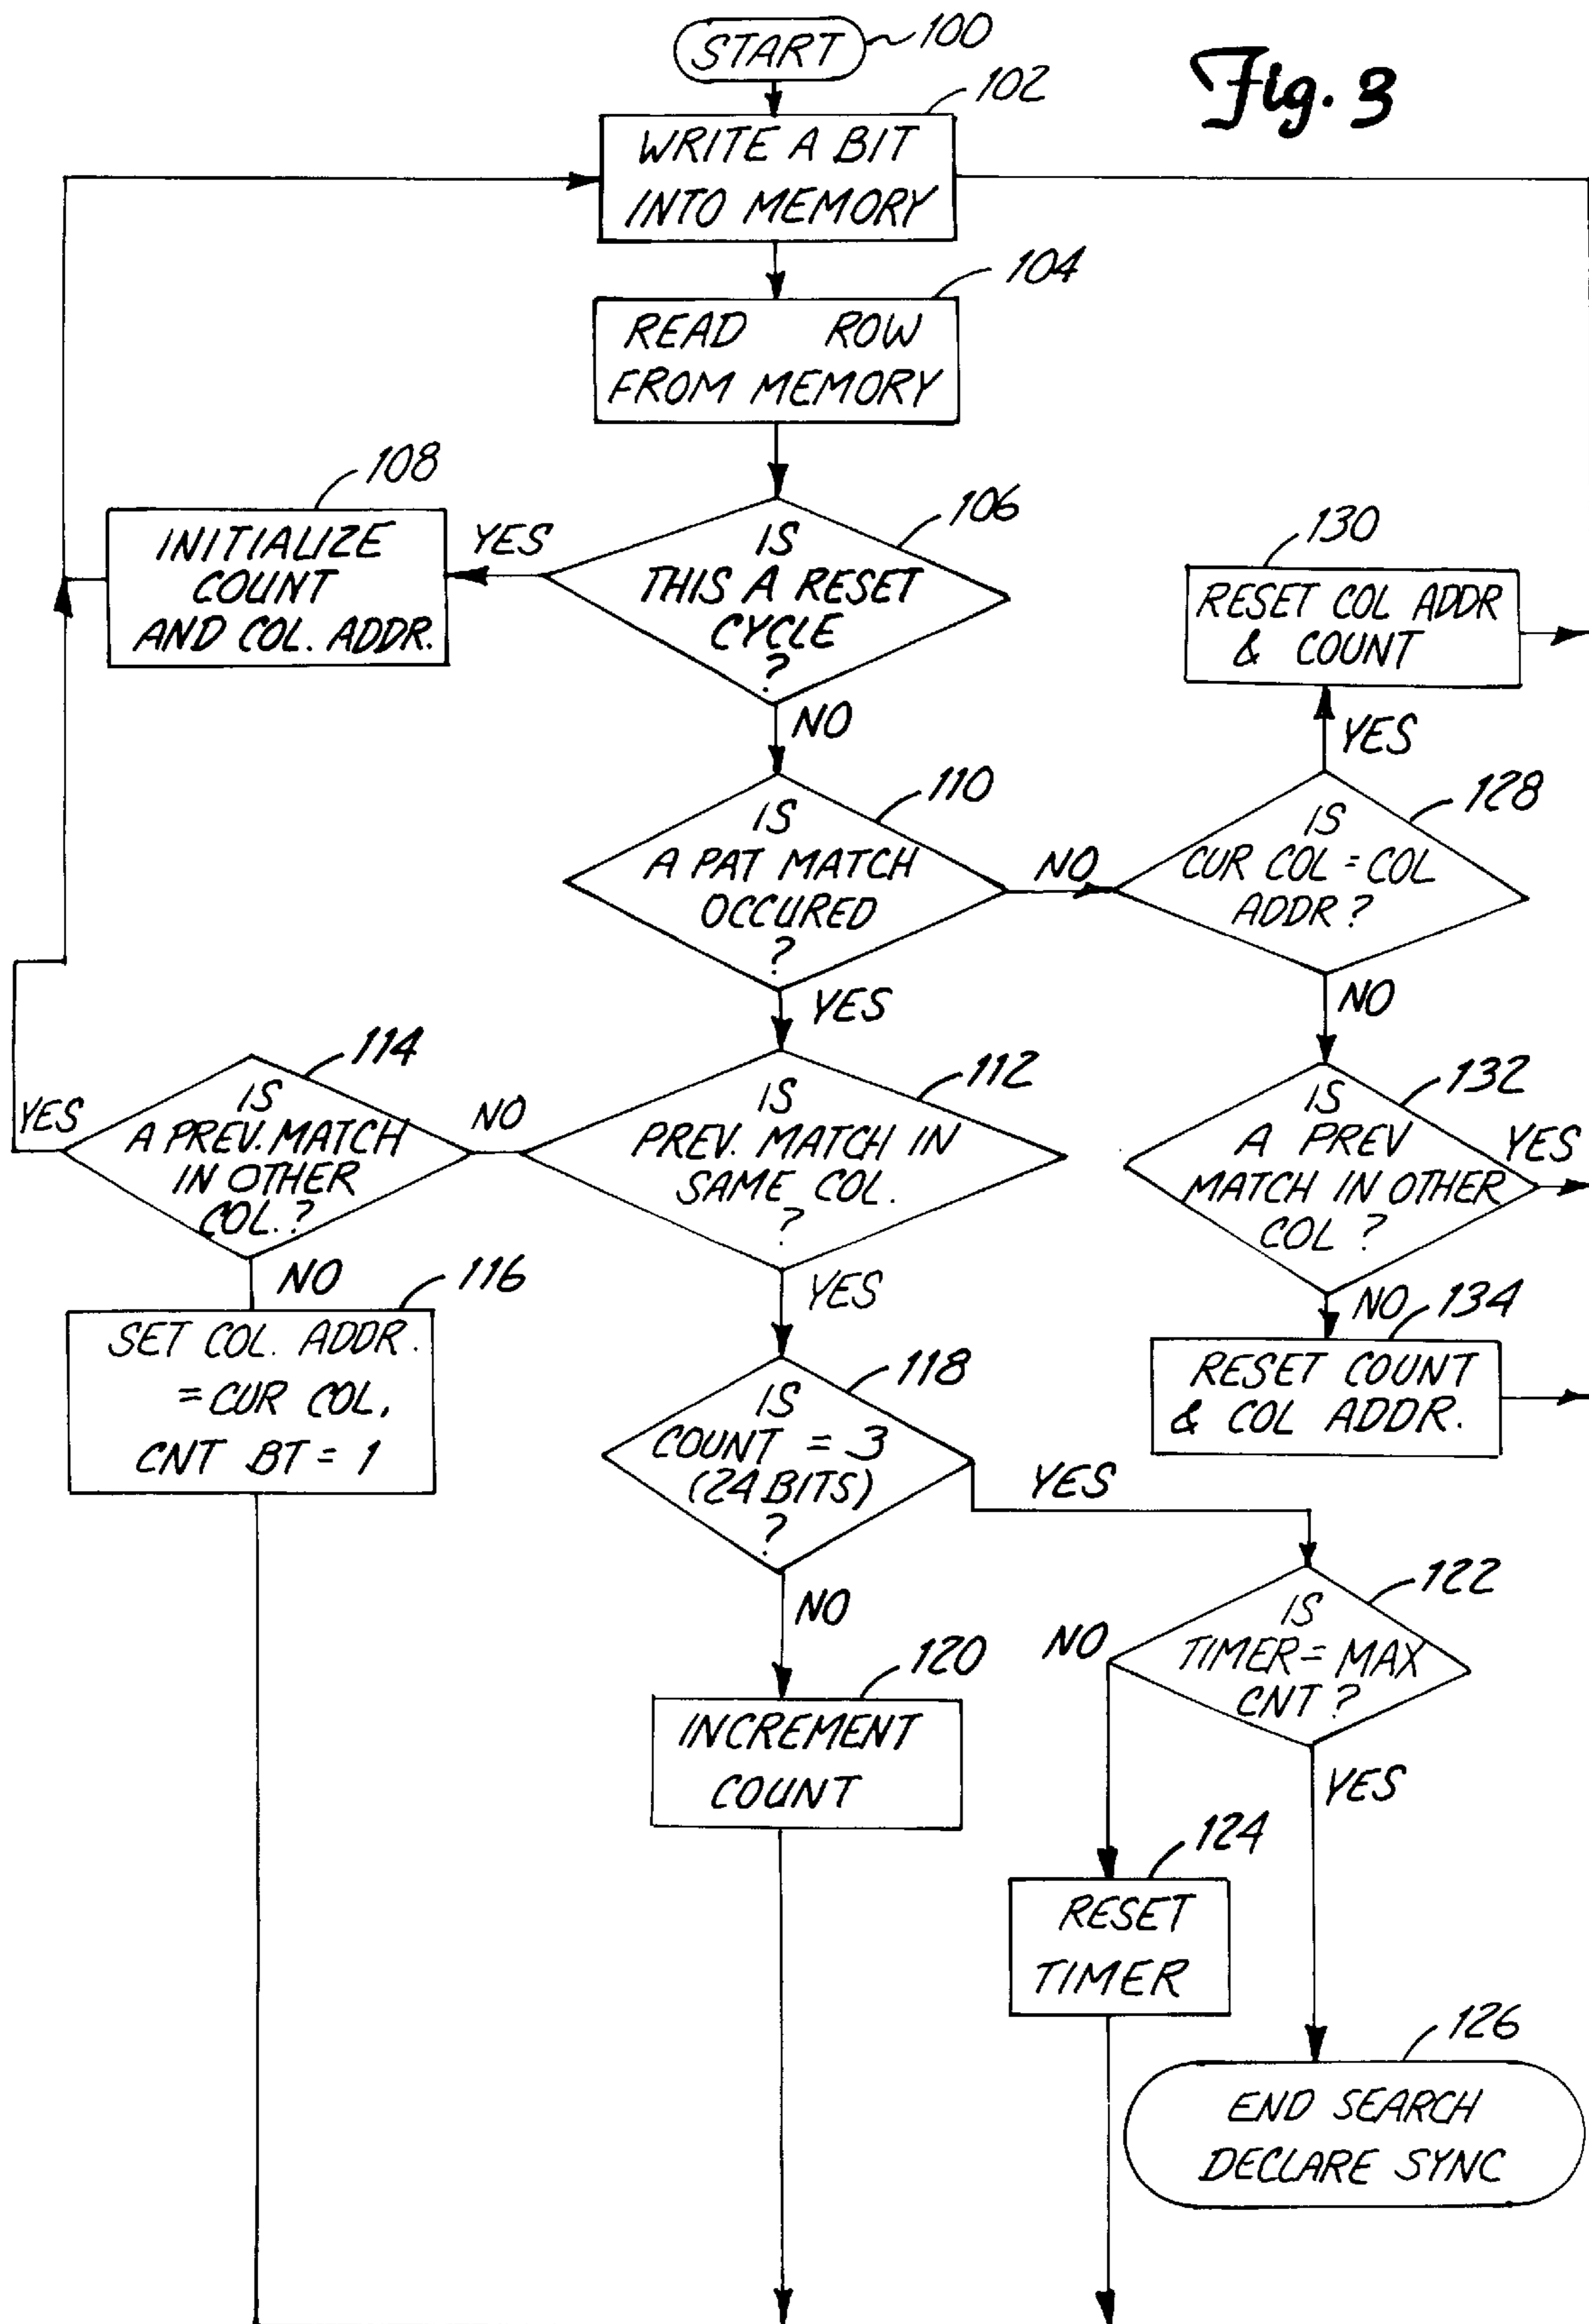 START
100
Fig. 3
102
WRITE A BIT
INTO MEMORY
104
READ ROW
FROM MEMORY
108
INITIALIZE
COUNT
AND COL. ADDR.
YES
106
IS
THIS A RESET
CYCLE
?
NO
130
RESET COL ADDR
& COUNT
YES
110
IS
A PAT MATCH
OCCURED
?
NO
128
IS
CUR COL = COL
ADDR ?
YES
NO
114
IS
A PREV. MATCH
IN OTHER
COL. ?
YES
NO
112
IS
PREV. MATCH IN
SAME COL.
?
132
IS
A PREV
MATCH IN OTHER
COL ?
YES
NO
116
SET COL. ADDR.
= CUR COL,
CNT BT = 1
YES
NO
134
RESET COUNT
& COL ADDR.
118
IS
COUNT = 3
(24 BITS)
?
YES
NO
122
IS
TIMER = MAX
CNT ?
NO
YES
120
INCREMENT
COUNT
124
RESET
TIMER
126
END SEARCH
DECLARE SYNC